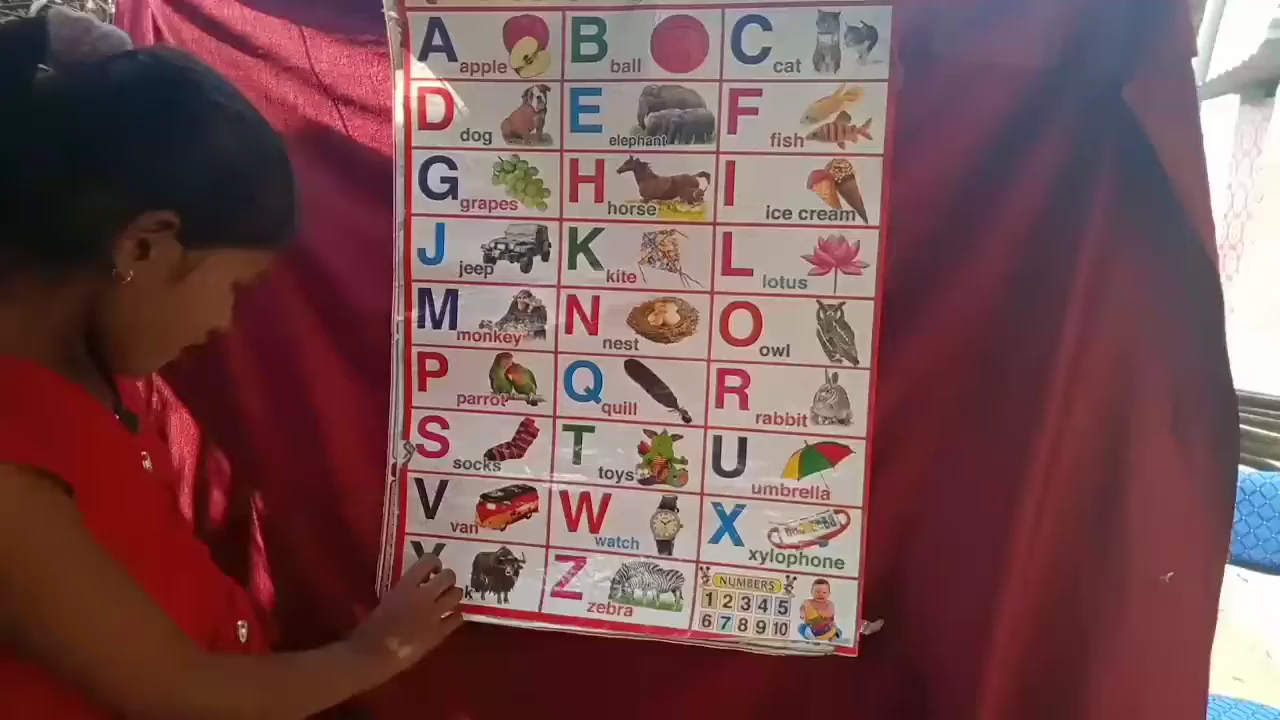 A apple
B ball
C cat
D dog
E elephant
F fish
G grapes
H horse
I ice cream
J jeep
K kite
L lotus
M monkey
N nest
O owl
P parrot
Q quill
R rabbit
S socks
T toys
U umbrella
V van
W watch
X xylophone
Y k
Z zebra
NUMBERS
1 2 3 4 5
6 7 8 9 10